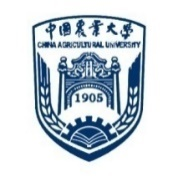 中国农业大学
CHINA AGRICULTURAL UNIVERSITY
1905